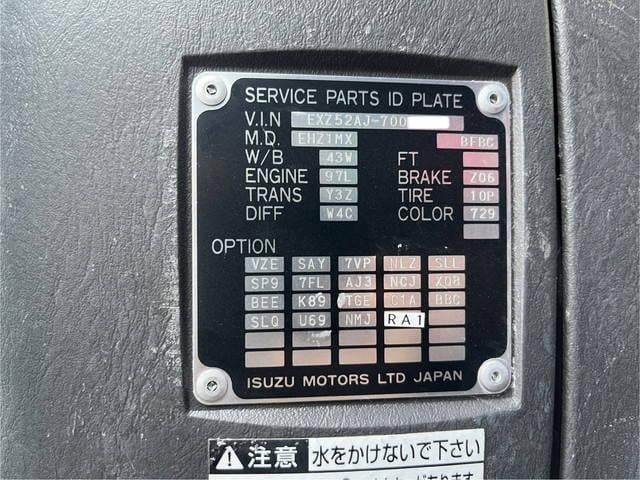 SERVICE PARTS ID PLATE
V.I.N EXZ52AJ-700
M.D. EHZ1MX BFBC
W/B 43W FT
ENGINE 97L BRAKE Z06
TRANS Y3Z TIRE 10P
DIFF W4C COLOR 729
OPTION
VZE SAY 7VP NLZ SLL
SP9 7FL AJ3 NCJ X08
BEE K89 TGE C1A BBC
SLQ U69 NMJ RA1
ISUZU MOTORS LTD JAPAN
注意 水をかけないで下さい